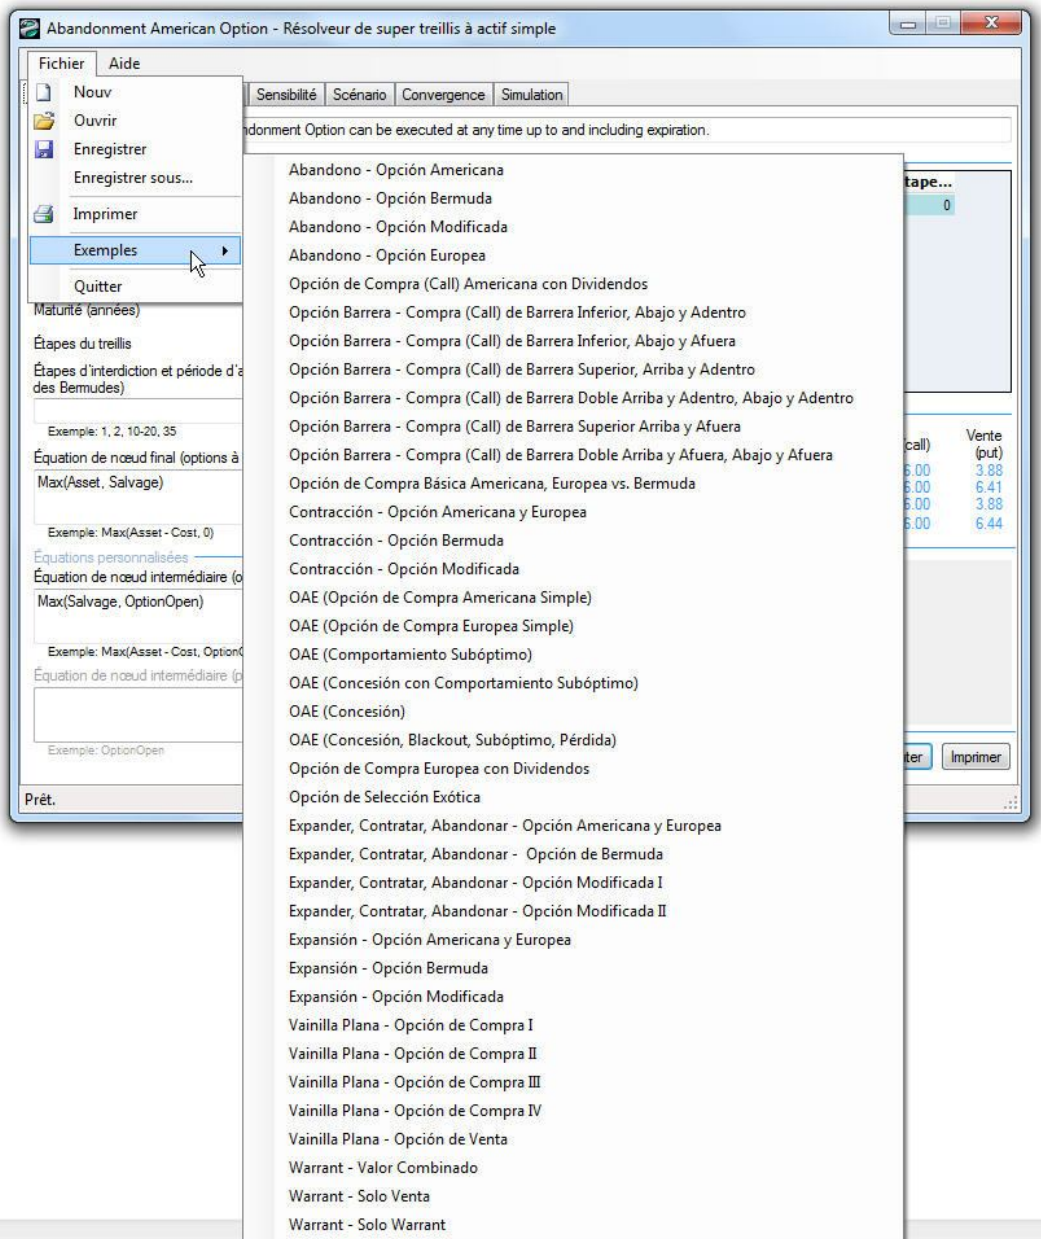 Abandonment American Option - Résolveur de super treillis à actif simple
Fichier Aide
Nouv
Sensibilité Scénario Convergence Simulation
Ouvrir
Option can be executed at any time up to and including expiration.
Enregistrer
Enregistrer sous...
Imprimer
Exemples
Quitter
Abandono - Opción Americana
Abandono - Opción Bermuda
Abandono - Opción Modificada
Abandono - Opción Europea
Opción de Compra (Call) Americana con Dividendos
Opción Barrera - Compra (Call) de Barrera Inferior, Abajo y Adentro
Opción Barrera - Compra (Call) de Barrera Inferior, Abajo y Afuera
Opción Barrera - Compra (Call) de Barrera Superior, Arriba y Adentro
Opción Barrera - Compra (Call) de Barrera Doble Arriba y Adentro, Abajo y Adentro
Opción Barrera - Compra (Call) de Barrera Superior Arriba y Afuera
Opción Barrera - Compra (Call) de Barrera Doble Arriba y Afuera, Abajo y Afuera
Opción de Compra Básica Americana, Europea vs. Bermuda
Contracción - Opción Americana y Europea
Contracción - Opción Bermuda
Contracción - Opción Modificada
OAE (Opción de Compra Americana Simple)
OAE (Opción de Compra Europea Simple)
OAE (Comportamiento Subóptimo)
OAE (Concesión con Comportamiento Subóptimo)
OAE (Concesión)
OAE (Concesión, Blackout, Subóptimo, Pérdida)
Opción de Compra Europea con Dividendos
Opción de Selección Exótica
Expander, Contratar, Abandonar - Opción Americana y Europea
Expander, Contratar, Abandonar - Opción de Bermuda
Expander, Contratar, Abandonar - Opción Modificada I
Expander, Contratar, Abandonar - Opción Modificada II
Expansión - Opción Americana y Europea
Expansión - Opción Bermuda
Expansión - Opción Modificada
Vainilla Plana - Opción de Compra I
Vainilla Plana - Opción de Compra II
Vainilla Plana - Opción de Compra III
Vainilla Plana - Opción de Compra IV
Vainilla Plana - Opción de Venta
Warrant - Valor Combinado
Warrant - Solo Venta
Warrant - Solo Warrant
Maturité (années)
Étapes du treillis
Étapes d'interdiction et période
des Bermudes)
Exemple: 1, 2, 10-20, 35
Équation de nœud final (options à
Max(Asset, Salvage)
Exemple: Max(Asset - Cost, 0)
Équations personnalisées
Équation de nœud intermédiaire
Max(Salvage, OptionOpen)
Exemple: Max(Asset - Cost,
Équation de nœud intermédiaire
Exemple: OptionOpen
Prêt.
0
Vente
(put)
3.88
6.41
3.88
6.44
Imprimer